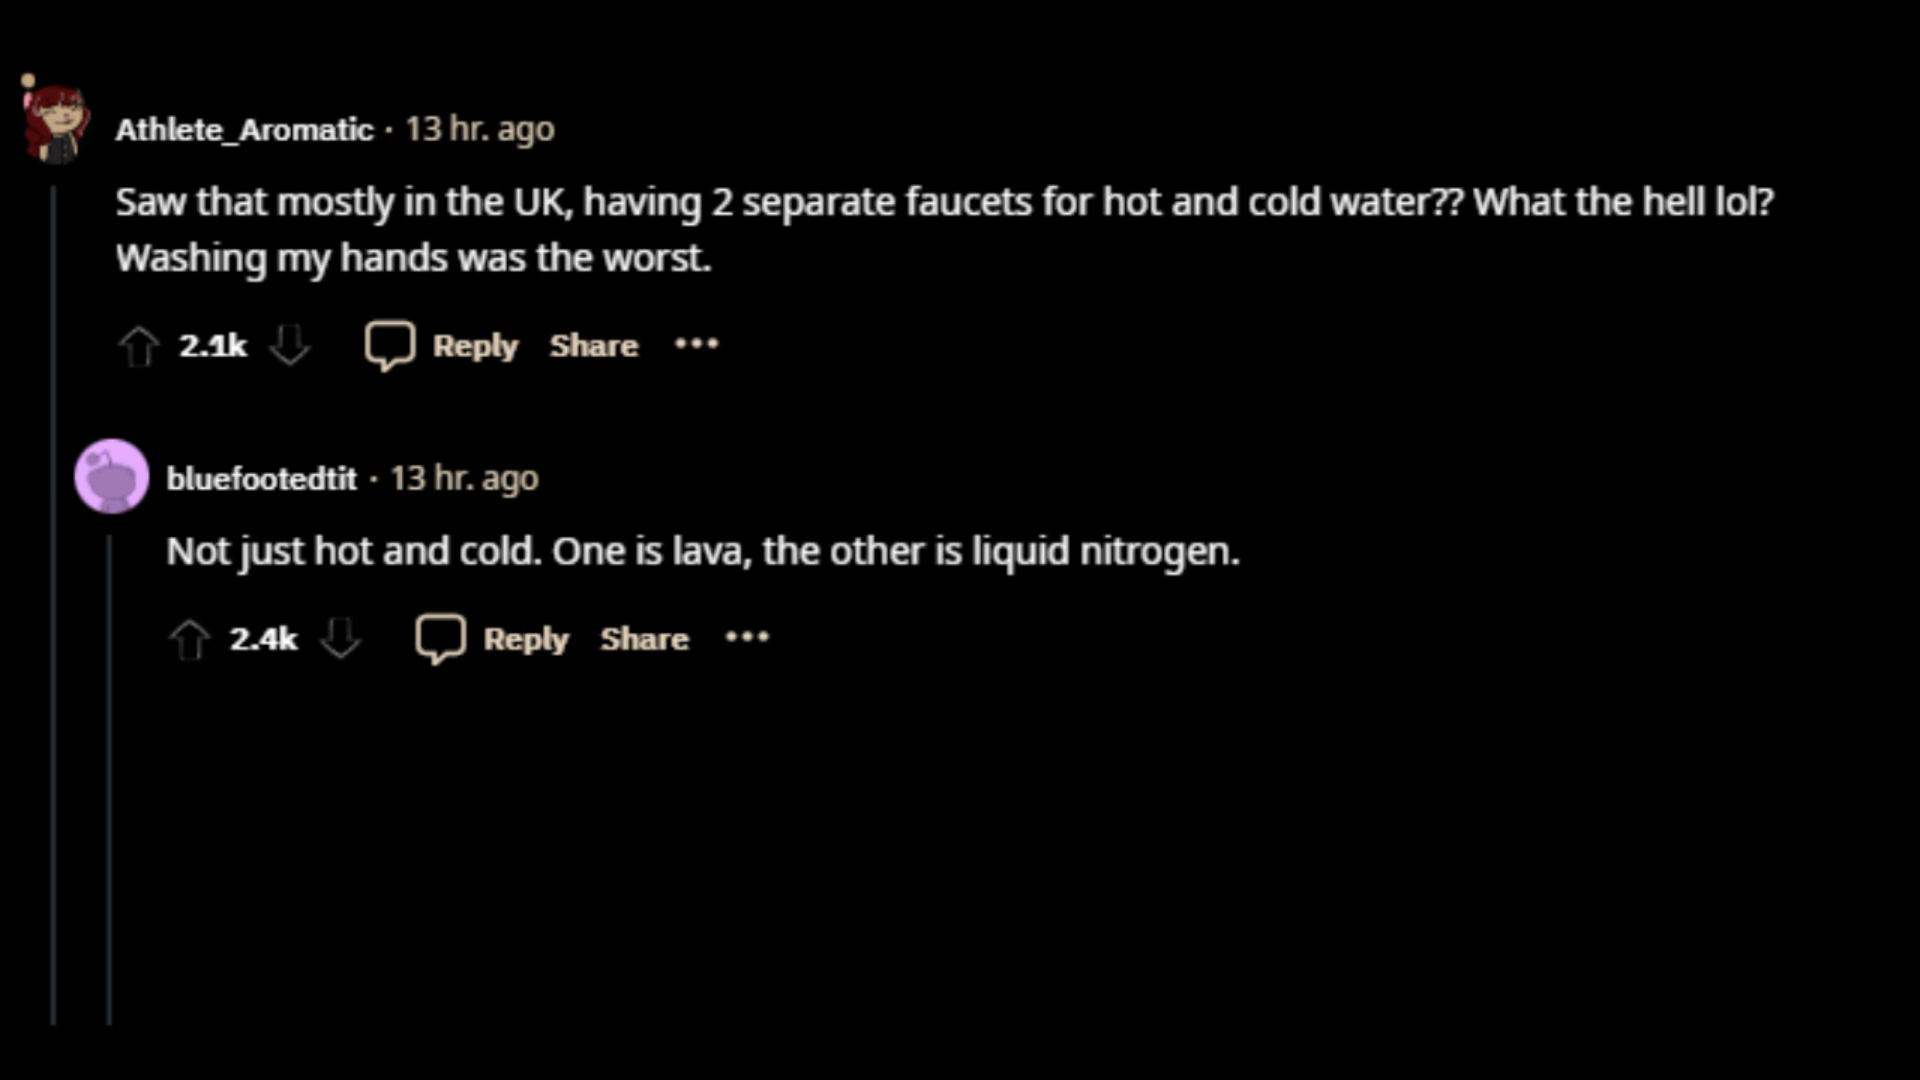 Athlete_Aromatic · 13 hr. ago
Saw that mostly in the UK, having 2 separate faucets for hot and cold water?? What the hell lol?
Washing my hands was the worst.
2.1k Reply Share •••
bluefootedtit · 13 hr. ago
Not just hot and cold. One is lava, the other is liquid nitrogen.
2.4k Reply Share •••